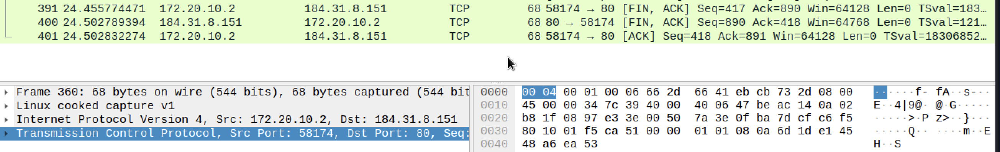 391 24.455774471 172.20.10.2 184.31.8.151 TCP 68 58174 → 80 [FIN, ACK] Seq=417 Ack=890 Win=64128 Len=0 TSval=183…
400 24.502789394 184.31.8.151 172.20.10.2 TCP 68 80 → 58174 [FIN, ACK] Seq=890 Ack=418 Win=64768 Len=0 TSval=121…
401 24.502832274 172.20.10.2 184.31.8.151 TCP 68 58174 → 80 [ACK] Seq=418 Ack=891 Win=64128 Len=0 TSval=18306852…
Frame 360: 68 bytes on wire (544 bits), 68 bytes captured (544 bit
Linux cooked capture v1
Internet Protocol Version 4, Src: 172.20.10.2, Dst: 184.31.8.151
Transmission Control Protocol, Src Port: 58174, Dst Port: 80, Seq:
0000 00 04 00 01 00 06 66 2d 66 41 eb cb 73 2d 08 00 ······f- fA··s-··
0010 45 00 00 34 7c 39 40 00 40 06 47 be ac 14 0a 02 E··4|9@· @·G·····
0020 b8 1f 08 97 e3 3e 00 50 7a 3e 0f ba 7d cf c6 f5 ·····>·P z>··}···
0030 80 10 01 f5 ca 51 00 00 01 01 08 0a 6d 1d e1 45 ·····Q·· ····m··E
0040 48 a6 ea 53 H··S